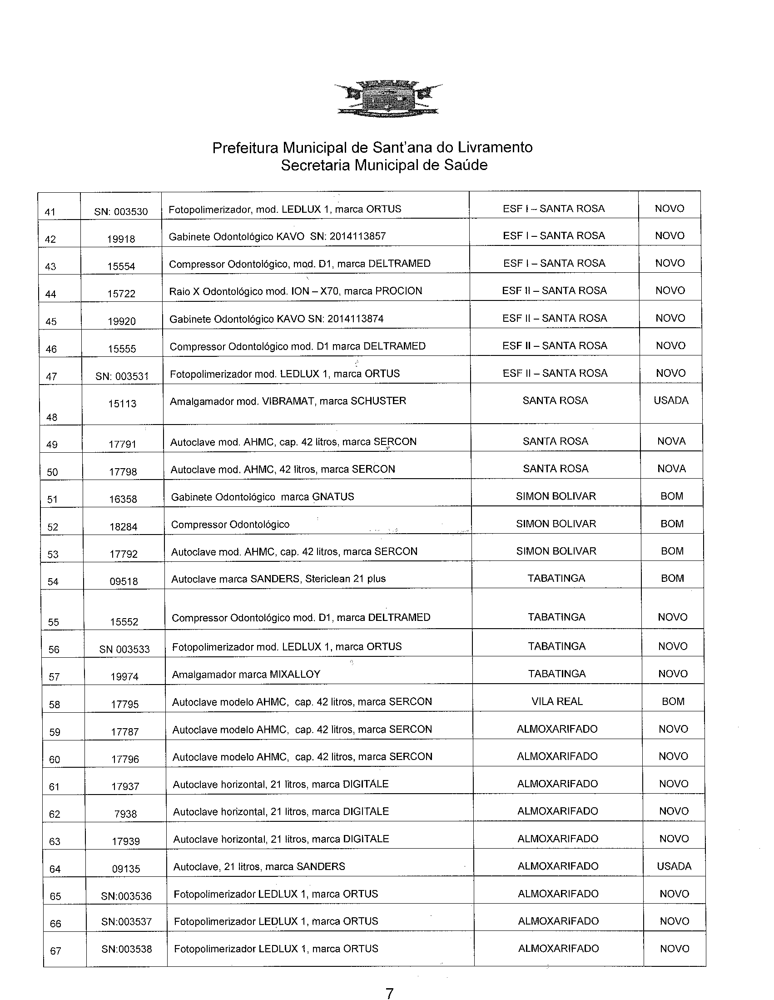 Prefeitura Municipal de Sant'ana do Livramento
Secretaria Municipal de Saúde
41 SN: 003530 Fotopolimerizador, mod. LEDLUX 1, marca ORTUS ESF I – SANTA ROSA NOVO
42 19918 Gabinete Odontológico KAVO SN: 2014113857 ESF I – SANTA ROSA NOVO
43 15554 Compressor Odontológico, mod. D1, marca DELTRAMED ESF I – SANTA ROSA NOVO
44 15722 Raio X Odontológico mod. ION – X70, marca PROCION ESF II – SANTA ROSA NOVO
45 19920 Gabinete Odontológico KAVO SN: 2014113874 ESF II – SANTA ROSA NOVO
46 15555 Compressor Odontológico mod. D1 marca DELTRAMED ESF II – SANTA ROSA NOVO
47 SN: 003531 Fotopolimerizador mod. LEDLUX 1, marca ORTUS ESF II – SANTA ROSA NOVO
48 15113 Amalgamador mod. VIBRAMAT, marca SCHUSTER SANTA ROSA USADA
49 17791 Autoclave mod. AHMC, cap. 42 litros, marca SERCON SANTA ROSA NOVA
50 17798 Autoclave mod. AHMC, 42 litros, marca SERCON SANTA ROSA NOVA
51 16358 Gabinete Odontológico marca GNATUS SIMON BOLIVAR BOM
52 18284 Compressor Odontológico SIMON BOLIVAR BOM
53 17792 Autoclave mod. AHMC, cap. 42 litros, marca SERCON SIMON BOLIVAR BOM
54 09518 Autoclave marca SANDERS, Stericlean 21 plus TABATINGA BOM
55 15552 Compressor Odontológico mod. D1, marca DELTRAMED TABATINGA NOVO
56 SN 003533 Fotopolimerizador mod. LEDLUX 1, marca ORTUS TABATINGA NOVO
57 19974 Amalgamador marca MIXALLOY TABATINGA NOVO
58 17795 Autoclave modelo AHMC, cap. 42 litros, marca SERCON VILA REAL BOM
59 17787 Autoclave modelo AHMC, cap. 42 litros, marca SERCON ALMOXARIFADO NOVO
60 17796 Autoclave modelo AHMC, cap. 42 litros, marca SERCON ALMOXARIFADO NOVO
61 17937 Autoclave horizontal, 21 litros, marca DIGITALE ALMOXARIFADO NOVO
62 7938 Autoclave horizontal, 21 litros, marca DIGITALE ALMOXARIFADO NOVO
63 17939 Autoclave horizontal, 21 litros, marca DIGITALE ALMOXARIFADO NOVO
64 09135 Autoclave, 21 litros, marca SANDERS ALMOXARIFADO USADA
65 SN:003536 Fotopolimerizador LEDLUX 1, marca ORTUS ALMOXARIFADO NOVO
66 SN:003537 Fotopolimerizador LEDLUX 1, marca ORTUS ALMOXARIFADO NOVO
67 SN:003538 Fotopolimerizador LEDLUX 1, marca ORTUS ALMOXARIFADO NOVO
7